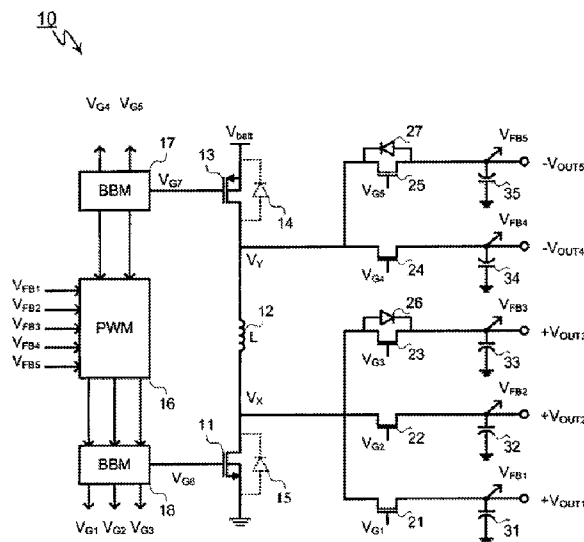 10
VG4 VG5
17
BBM
VG7
Vbatt
13
14
27
VG5
25
VFB5
-VOUT5
35
VY
VG4
24
VFB4
-VOUT4
34
VFB1
VFB2
VFB3
VFB4
VFB5
PWM
16
12
L
26
VG3
23
VFB3
+VOUT3
33
VX
VG2
22
VFB2
+VOUT2
32
BBM
18
VG6
11
15
VG1
21
VFB1
+VOUT1
31
VG1 VG2 VG3